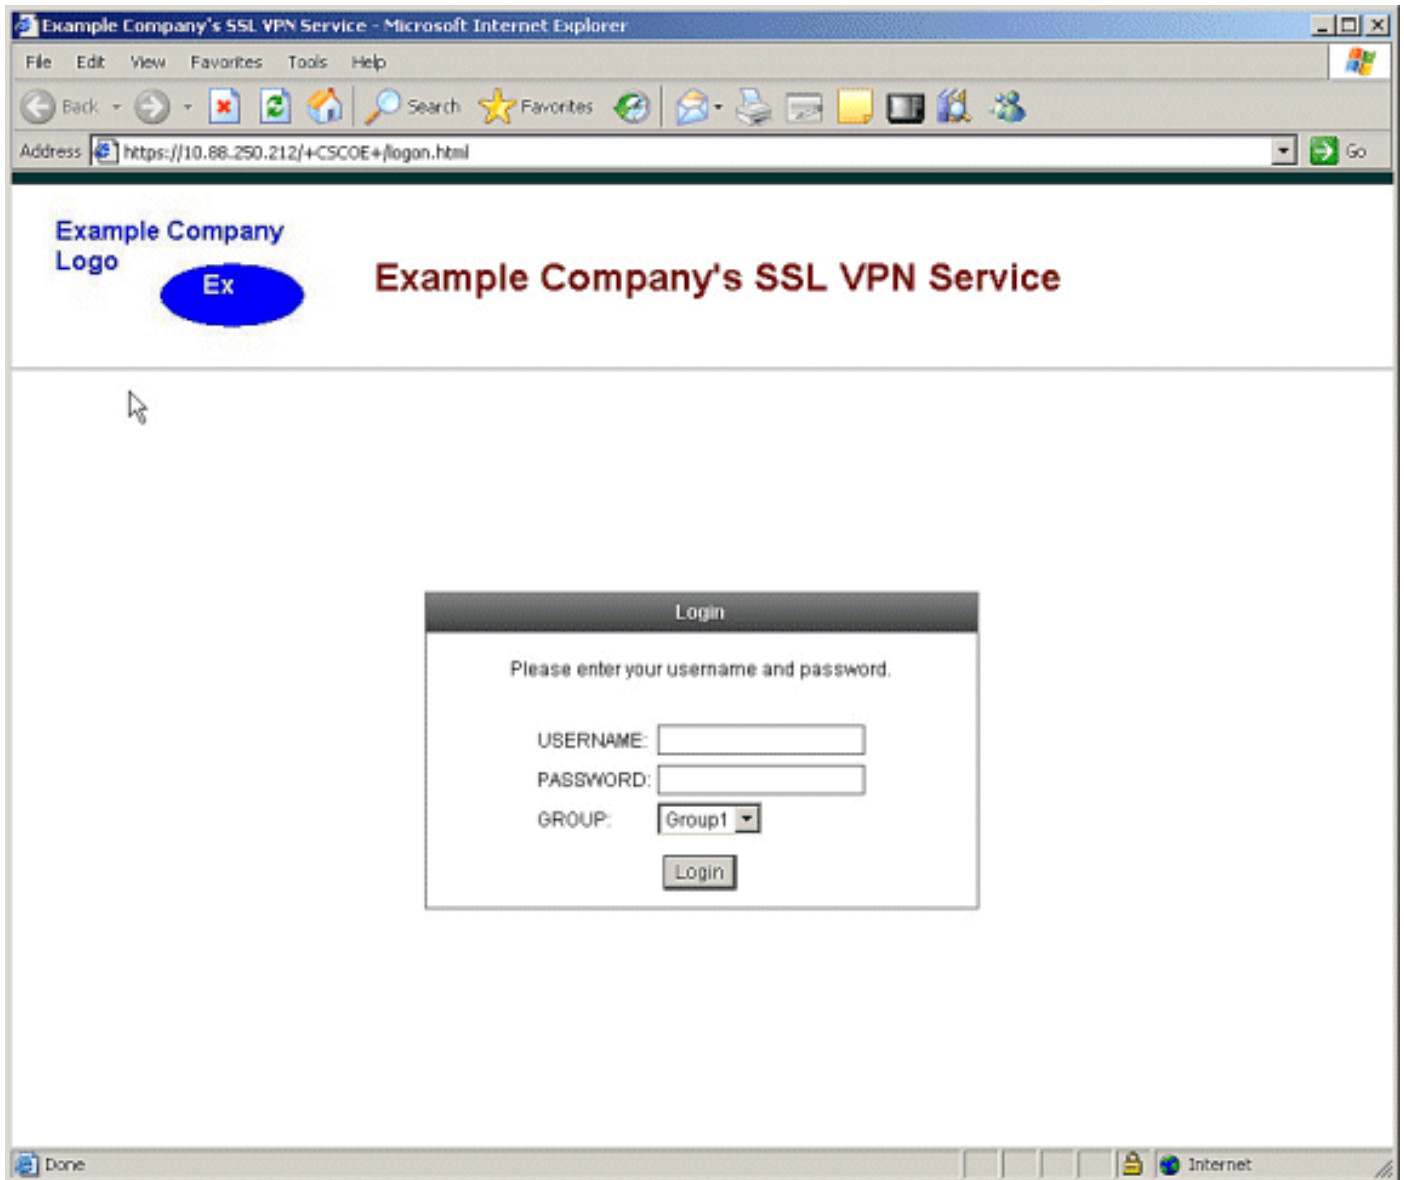 Example Company's SSL VPN Service - Microsoft Internet Explorer
File Edit View Favorites Tools Help
Back Search Favorites
Address https://10.88.250.212/+CSCOE+/logon.html Go
Example Company
Logo
Ex
Example Company's SSL VPN Service
Login
Please enter your username and password.
USERNAME:
PASSWORD:
GROUP: Group1
Login
Done Internet